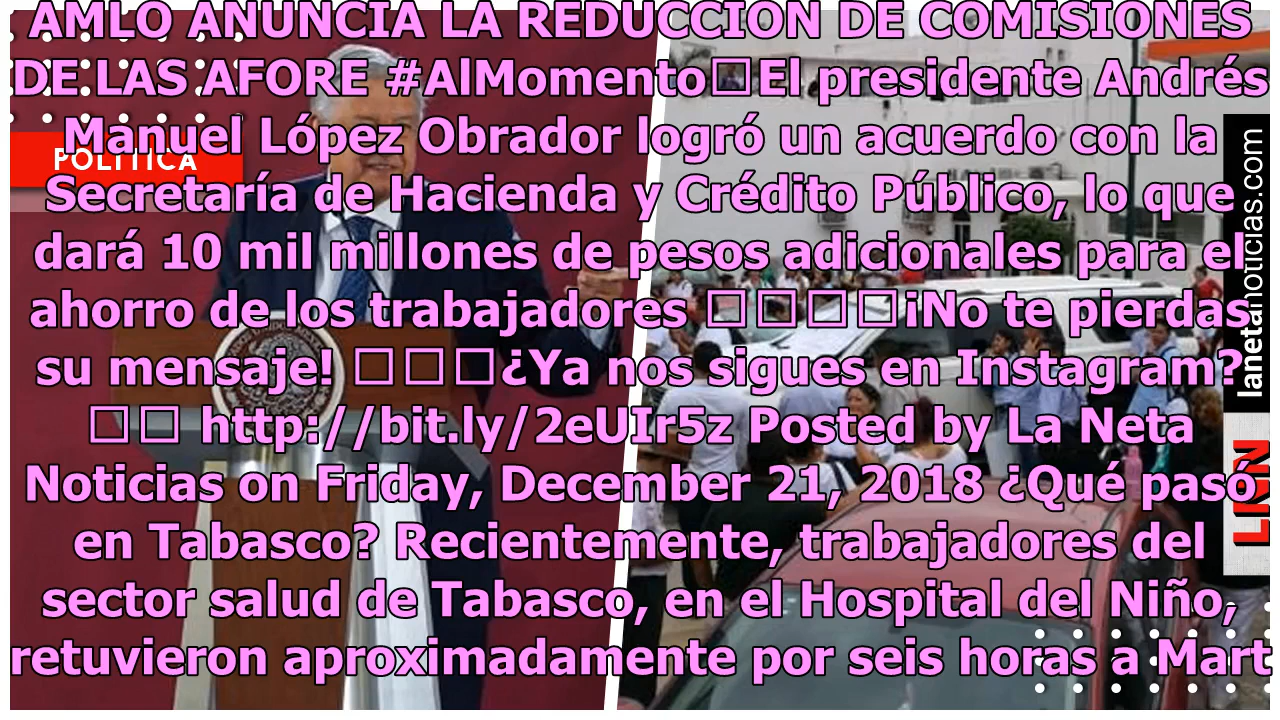 AMLO ANUNCIA LA REDUCCIÓN DE COMISIONES
DE LAS AFORE #AlMomento El presidente Andrés
Manuel López Obrador logró un acuerdo con la
POLÍTICA
Secretaría de Hacienda y Crédito Público, lo que
dará 10 mil millones de pesos adicionales para el
ahorro de los trabajadores ¡No te pierdas
su mensaje! ¿Ya nos sigues en Instagram?
http://bit.ly/2eUIr5z Posted by La Neta
Noticias on Friday, December 21, 2018 ¿Qué pasó
en Tabasco? Recientemente, trabajadores del
sector salud de Tabasco, en el Hospital del Niño,
retuvieron aproximadamente por seis horas a Mart
lanetanoticias.com